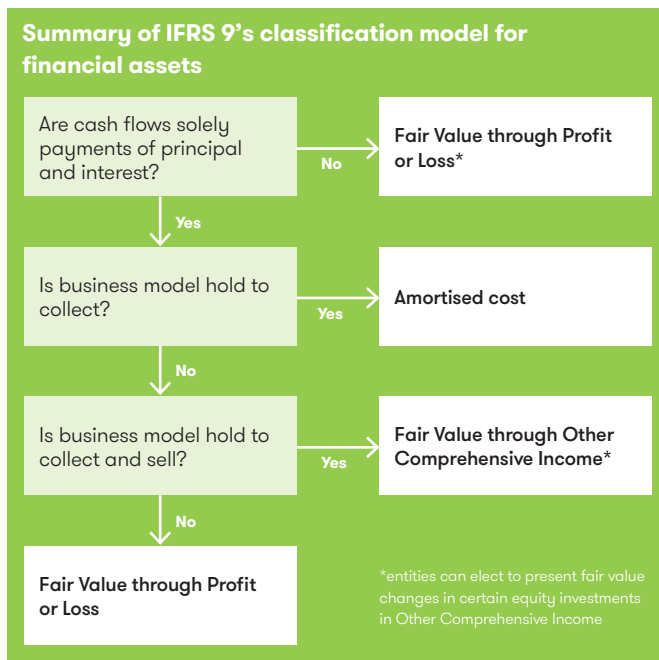 Summary of IFRS 9's classification model for
financial assets
Are cash flows solely
payments of principal
and interest?
No
Fair Value through Profit
or Loss*
Yes
Is business model hold to
collect?
Yes
Amortised cost
No
Is business model hold to
collect and sell?
Yes
Fair Value through Other
Comprehensive Income*
No
Fair Value through Profit
or Loss
*entities can elect to present fair value
changes in certain equity investments
in Other Comprehensive Income